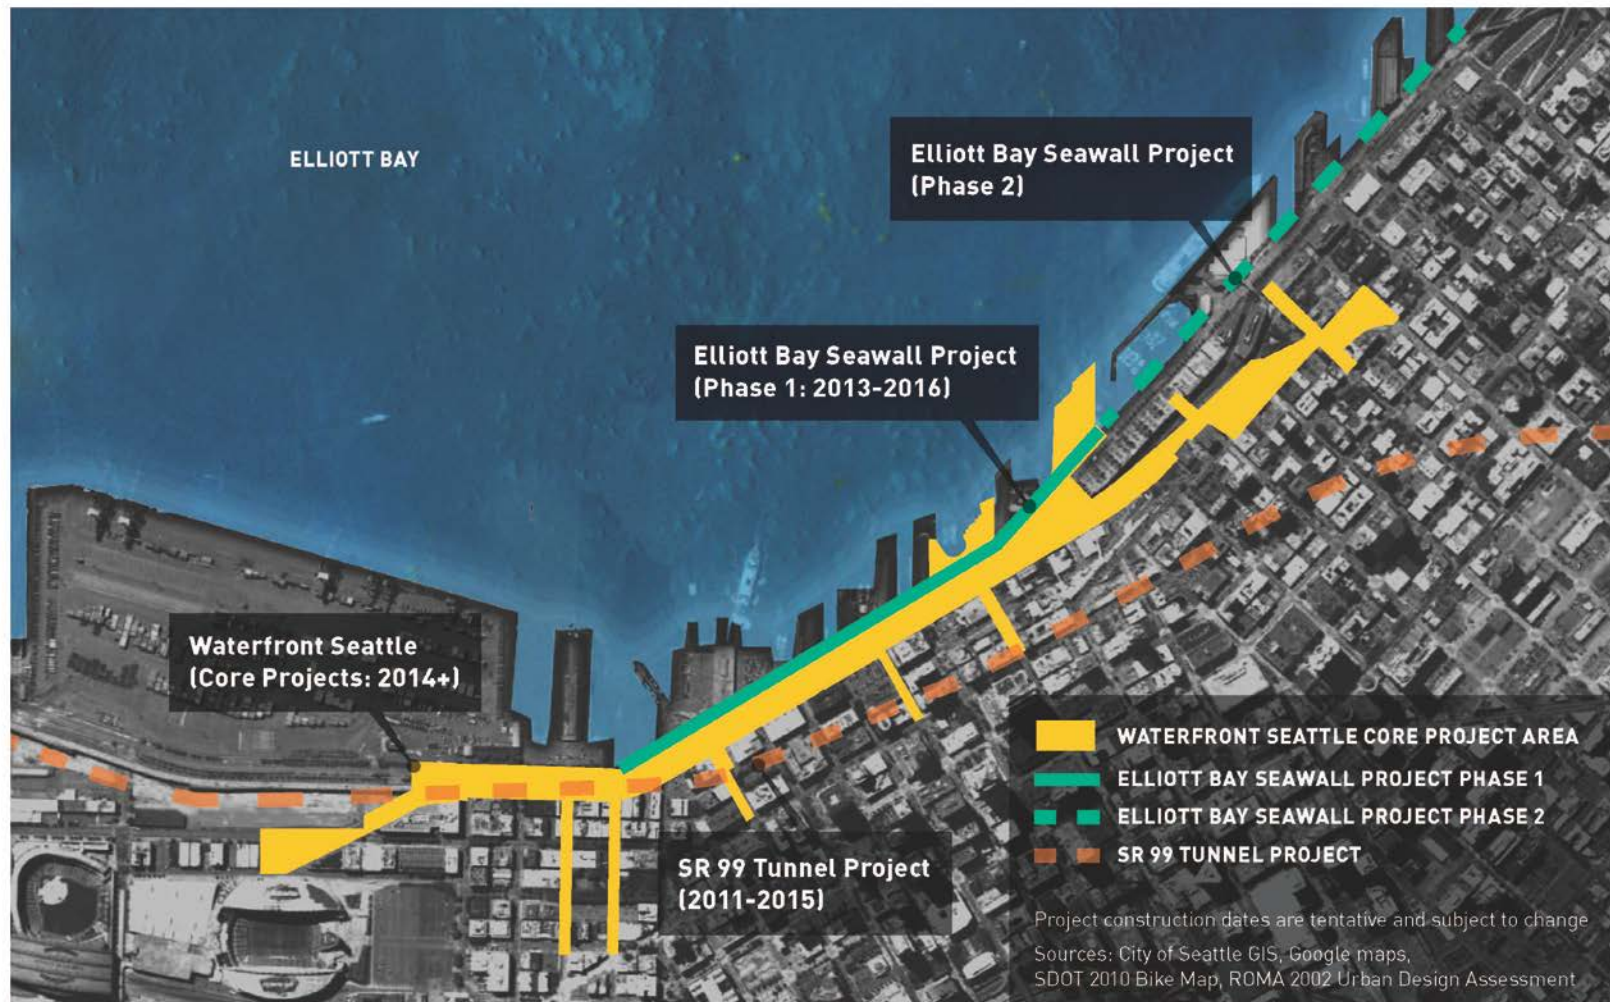 ELLIOTT BAY
Elliott Bay Seawall Project
(Phase 2)
Elliott Bay Seawall Project
(Phase 1: 2013-2016)
Waterfront Seattle
(Core Projects: 2014+)
SR 99 Tunnel Project
(2011-2015)
WATERFRONT SEATTLE CORE PROJECT AREA
ELLIOTT BAY SEAWALL PROJECT PHASE 1
ELLIOTT BAY SEAWALL PROJECT PHASE 2
SR 99 TUNNEL PROJECT
Project construction dates are tentative and subject to change
Sources: City of Seattle GIS, Google maps,
SDOT 2010 Bike Map, ROMA 2002 Urban Design Assessment